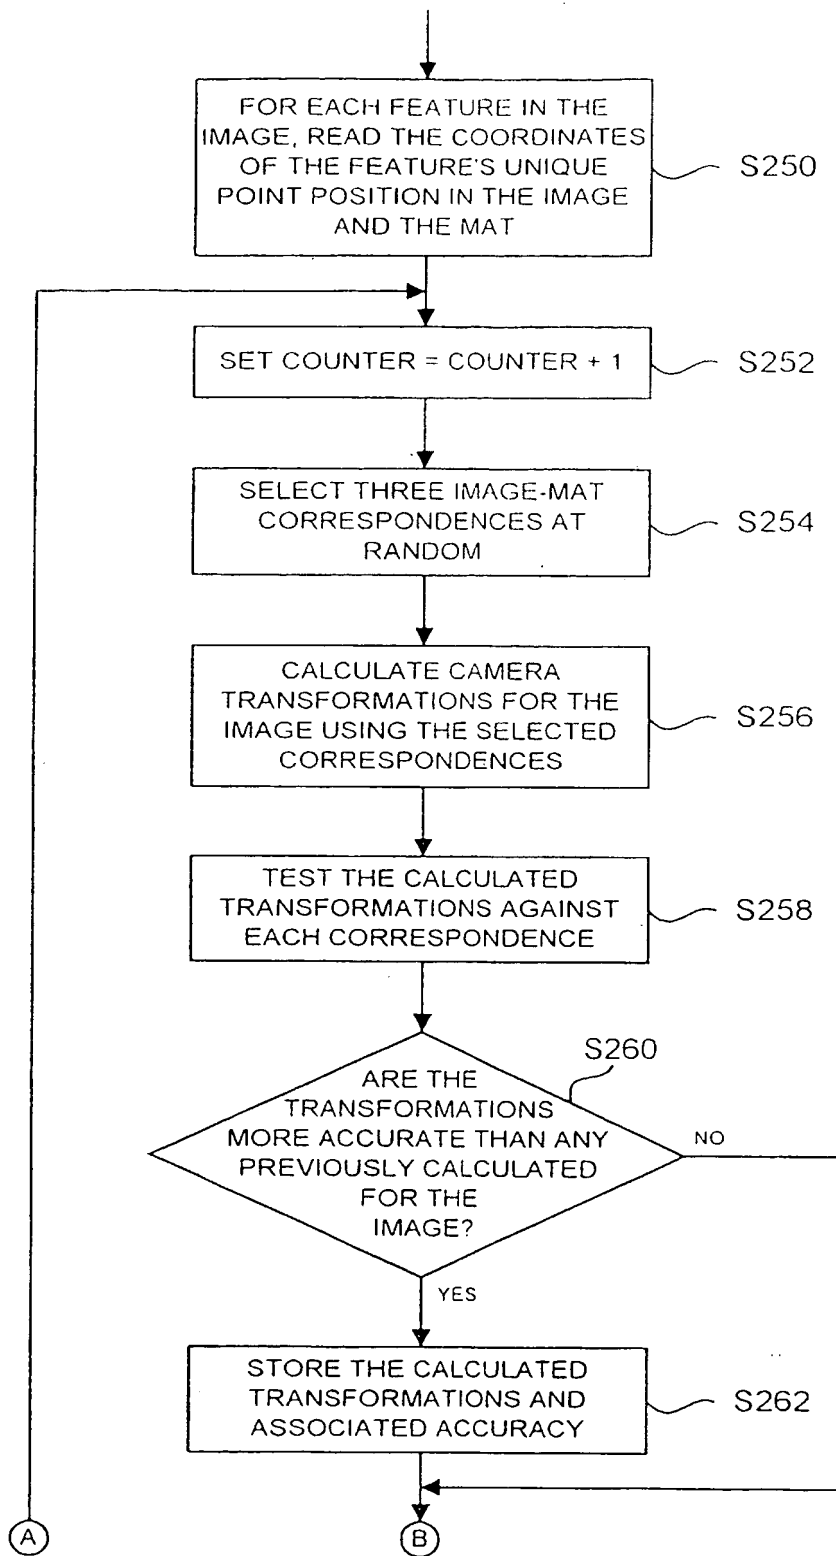 FOR EACH FEATURE IN THE
IMAGE, READ THE COORDINATES
OF THE FEATURE'S UNIQUE
POINT POSITION IN THE IMAGE
AND THE MAT
S250
SET COUNTER = COUNTER + 1
S252
SELECT THREE IMAGE-MAT
CORRESPONDENCES AT
RANDOM
S254
CALCULATE CAMERA
TRANSFORMATIONS FOR THE
IMAGE USING THE SELECTED
CORRESPONDENCES
S256
TEST THE CALCULATED
TRANSFORMATIONS AGAINST
EACH CORRESPONDENCE
S258
S260
ARE THE
TRANSFORMATIONS
MORE ACCURATE THAN ANY
PREVIOUSLY CALCULATED
FOR THE
IMAGE?
NO
YES
STORE THE CALCULATED
TRANSFORMATIONS AND
ASSOCIATED ACCURACY
S262
A
B